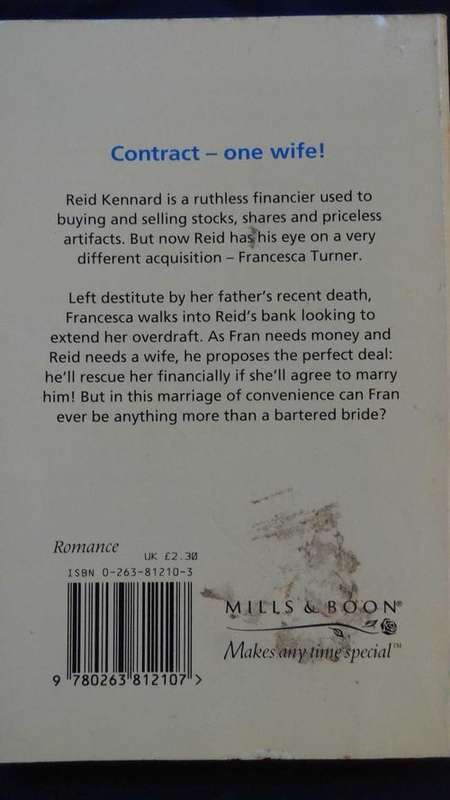 Contract – one wife!
Reid Kennard is a ruthless financier used to
buying and selling stocks, shares and priceless
artifacts. But now Reid has his eye on a very
different acquisition – Francesca Turner.
Left destitute by her father's recent death,
Francesca walks into Reid's bank looking to
extend her overdraft. As Fran needs money and
Reid needs a wife, he proposes the perfect deal:
he'll rescue her financially if she'll agree to marry
him! But in this marriage of convenience can Fran
ever be anything more than a bartered bride?
Romance
UK £2.30
ISBN 0-263-81210-3
9 780263 812107 >
MILLS & BOON®
Makes any time special™